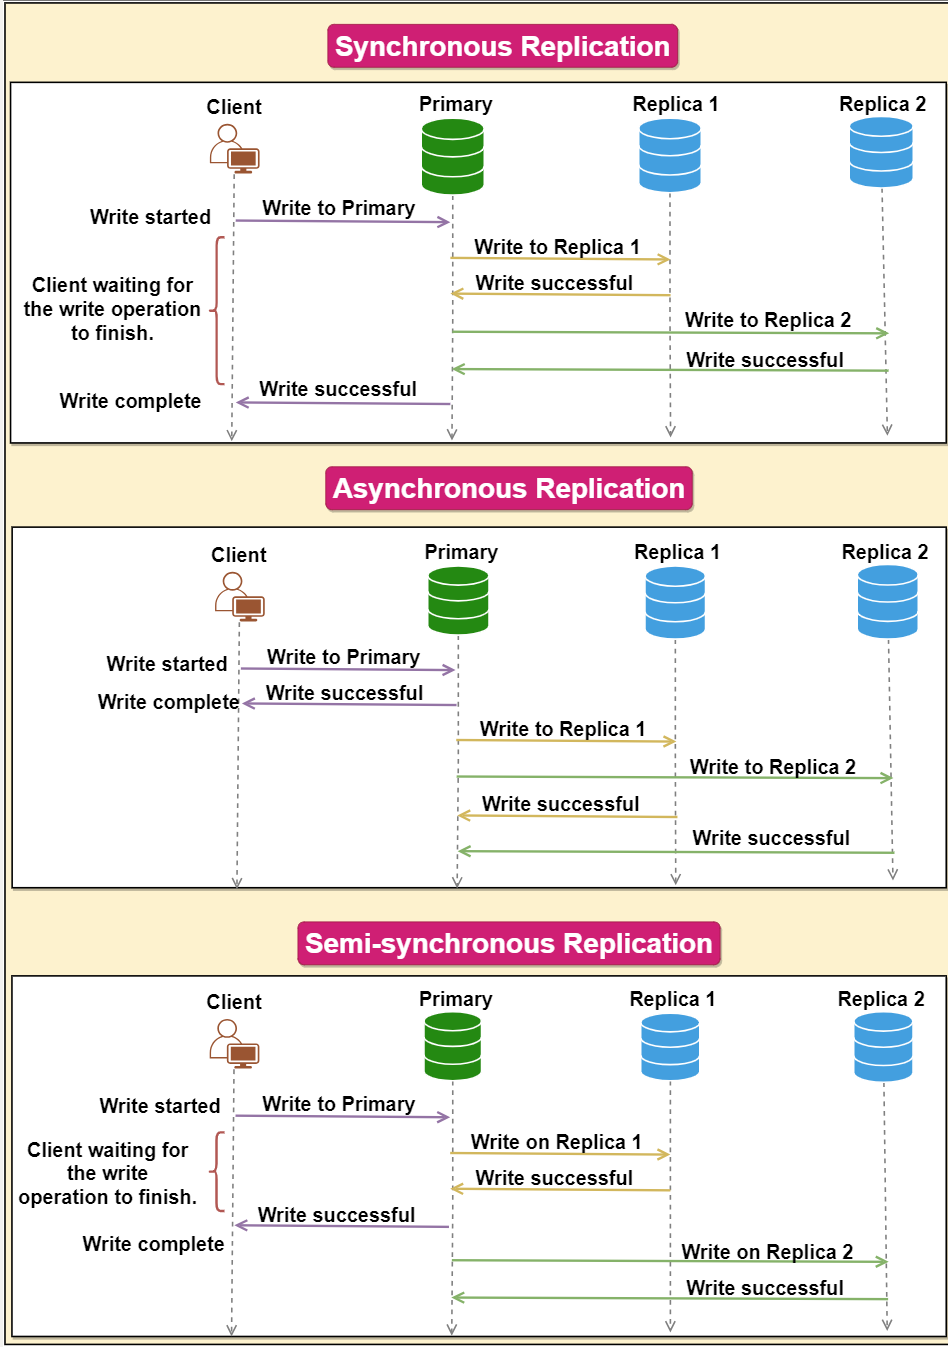 Synchronous Replication
Client
Primary
Replica 1
Replica 2
Write started
Write to Primary
Write to Replica 1
Client waiting for
the write operation
to finish.
Write successful
Write to Replica 2
Write successful
Write complete
Write successful
Asynchronous Replication
Client
Primary
Replica 1
Replica 2
Write started
Write to Primary
Write complete
Write successful
Write to Replica 1
Write to Replica 2
Write successful
Write successful
Semi-synchronous Replication
Client
Primary
Replica 1
Replica 2
Write started
Write to Primary
Write on Replica 1
Client waiting for
the write
operation to finish.
Write successful
Write successful
Write complete
Write on Replica 2
Write successful